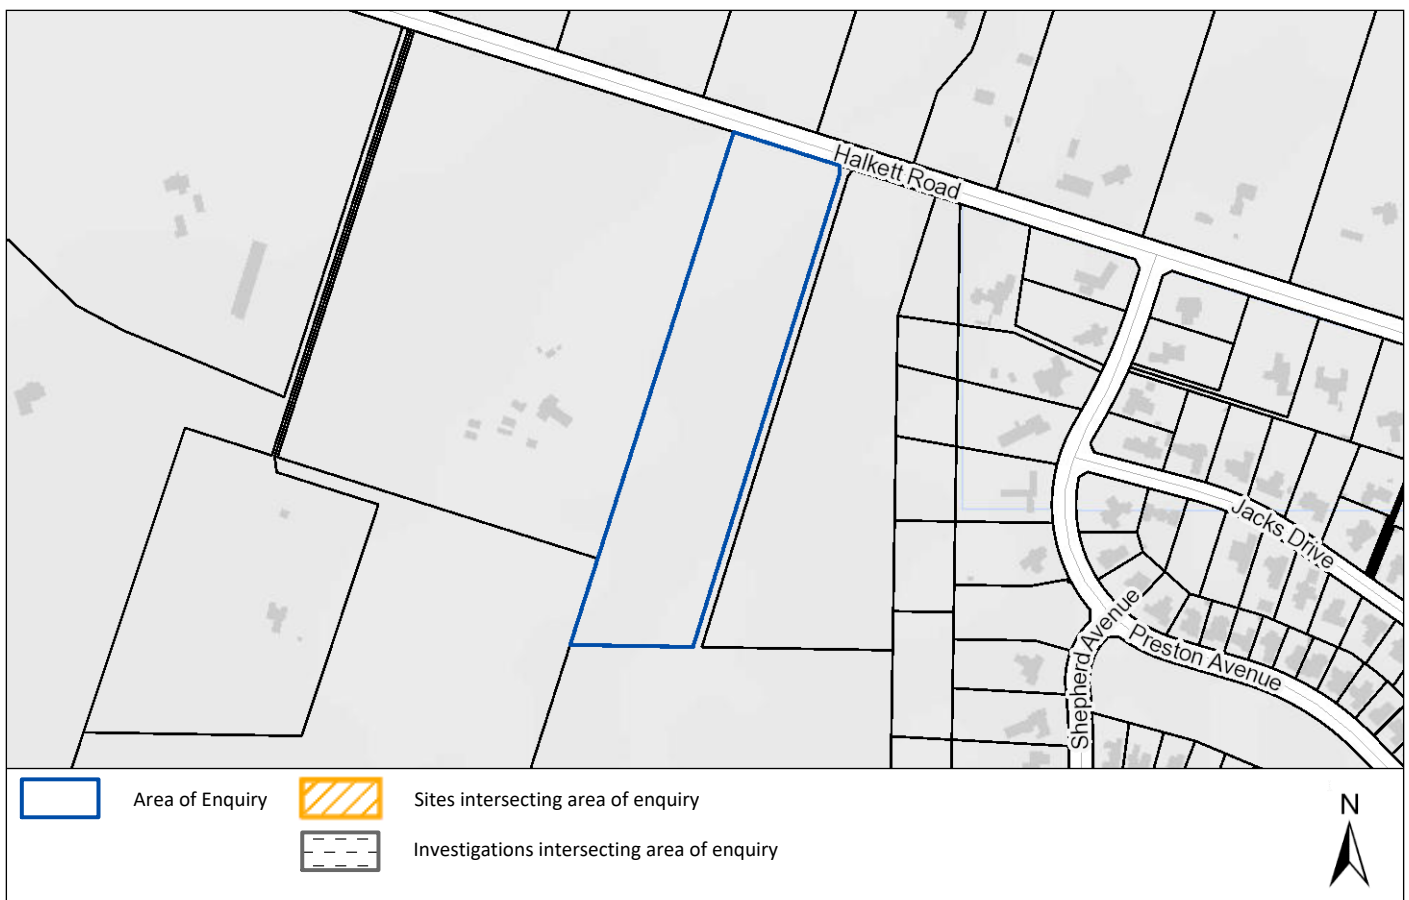 Halkett Road
Jacks Drive
Shepherd Avenue
Preston Avenue
Area of Enquiry
Sites intersecting area of enquiry
N
Investigations intersecting area of enquiry